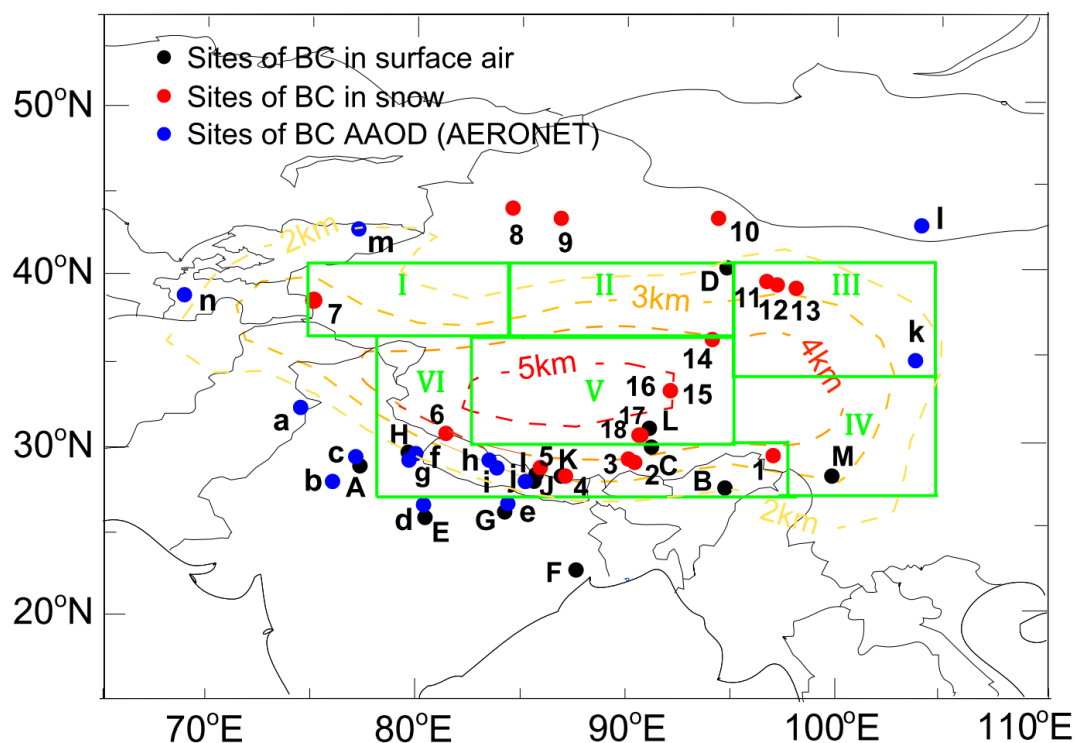 Sites of BC in surface air
50°N
Sites of BC in snow
Sites of BC AAOD (AERONET)
2km
m
8
9
10
l
40°N
n
7
I
II
3km
D
11
12
13
III
k
14
4km
5km
VI
V
16
15
a
6
17
18
L
IV
30°N
H
c
f
g
h
i
j
I
5
K
J
4
3
2
C
B
1
M
b
A
d
E
G
e
2km
F
20°N
70°E
80°E
90°E
100°E
110°E